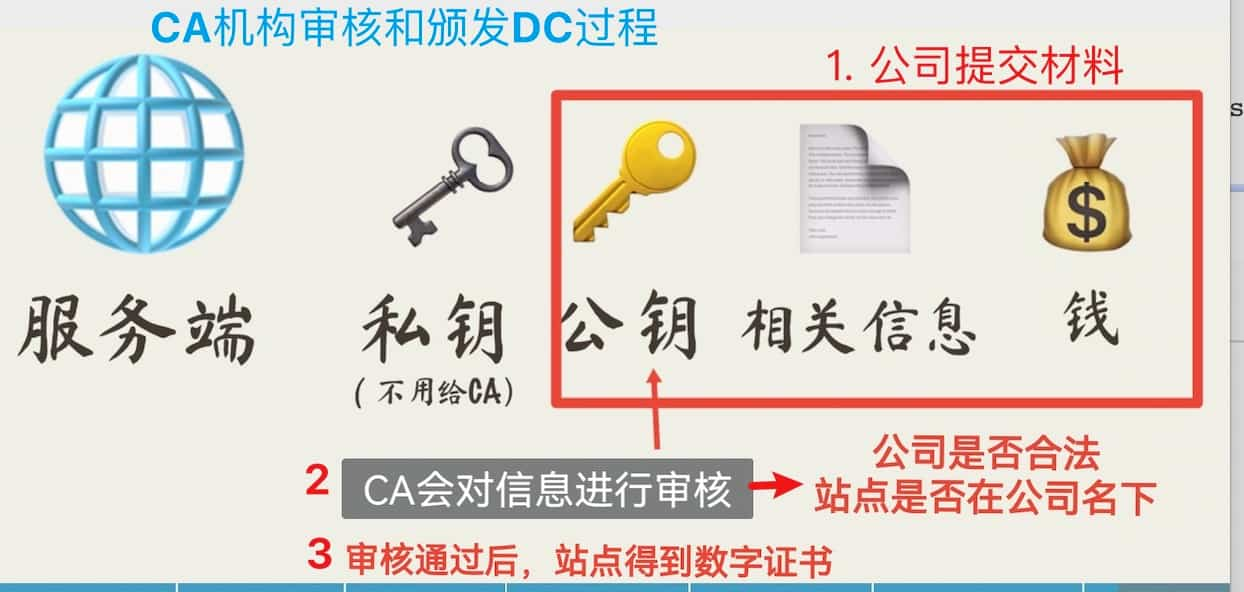 CA机构审核和颁发DC过程
1. 公司提交材料
$
服务端
私钥
公钥
相关信息
钱
(不用给CA)
2 CA会对信息进行审核
公司是否合法
站点是否在公司名下
3 审核通过后，站点得到数字证书
s